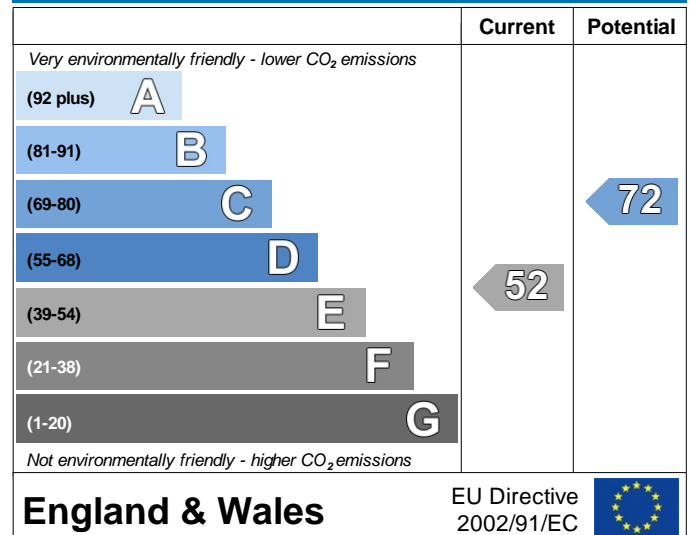 Current Potential
Very environmentally friendly - lower CO₂ emissions
(92 plus) A
(81-91) B
(69-80) C 72
(55-68) D
52
(39-54) E
(21-38) F
(1-20) G
Not environmentally friendly - higher CO₂ emissions
England & Wales
EU Directive
2002/91/EC